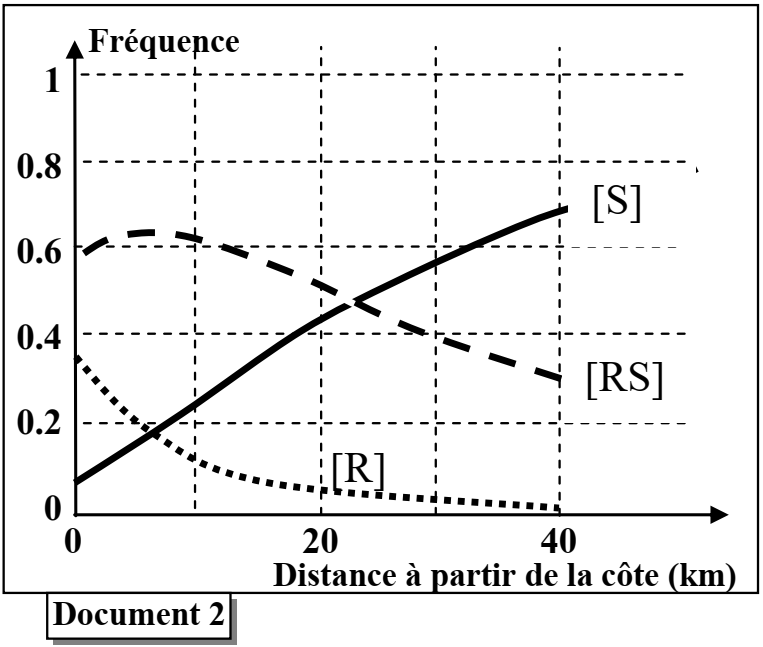 Fréquence
1
0.8
[S]
0.6
0.4
[RS]
0.2
[R]
0
0 20 40
Distance à partir de la côte (km)
Document 2